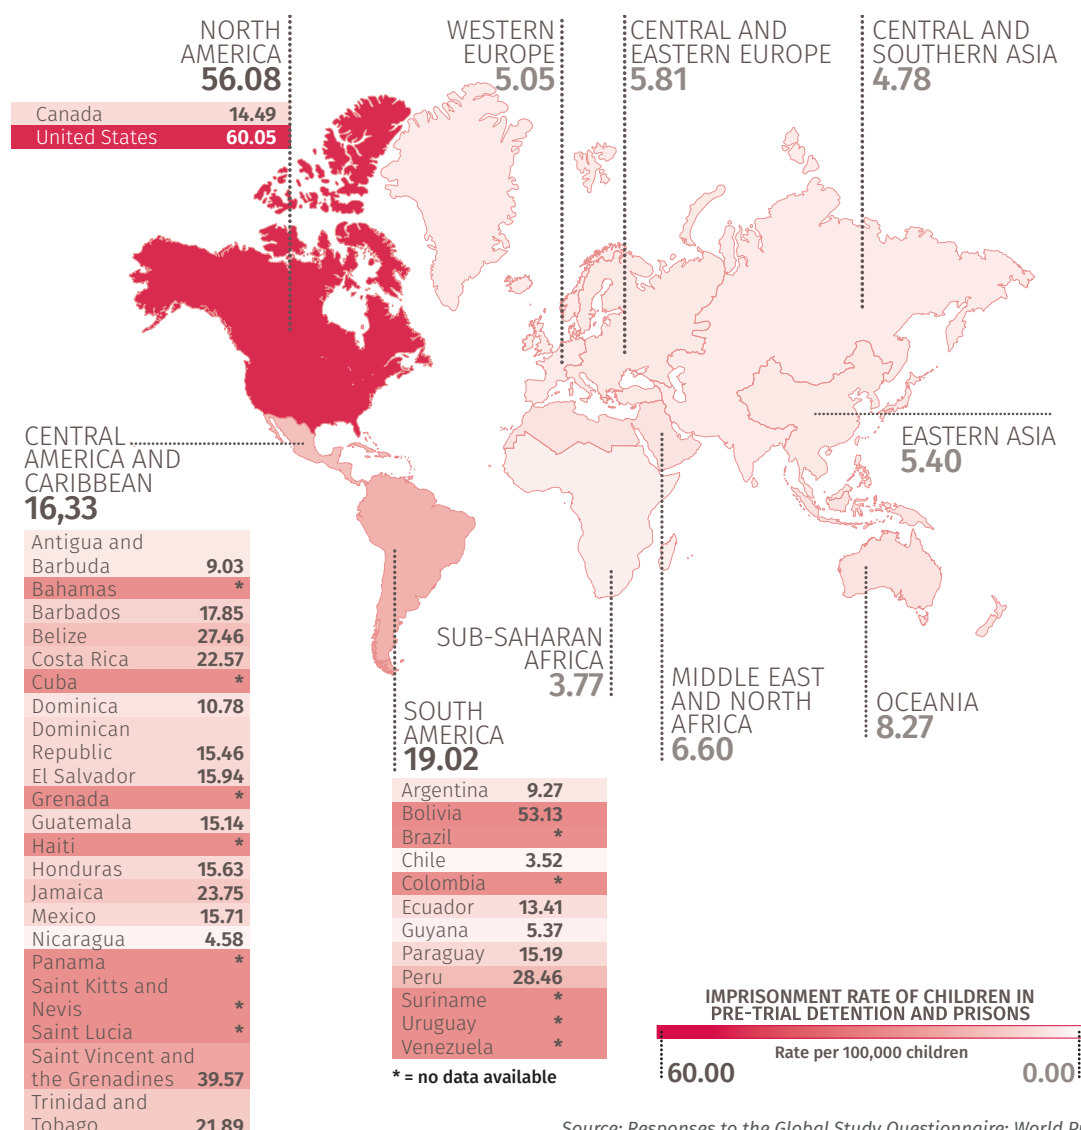 NORTH
AMERICA
56.08
Canada 14.49
United States 60.05
WESTERN
EUROPE
5.05
CENTRAL AND
EASTERN EUROPE
5.81
CENTRAL AND
SOUTHERN ASIA
4.78
EASTERN ASIA
5.40
CENTRAL
AMERICA AND
CARIBBEAN
16,33
Antigua and
Barbuda 9.03
Bahamas *
Barbados 17.85
Belize 27.46
Costa Rica 22.57
Cuba *
Dominica 10.78
Dominican
Republic 15.46
El Salvador 15.94
Grenada *
Guatemala 15.14
Haiti *
Honduras 15.63
Jamaica 23.75
Mexico 15.71
Nicaragua 4.58
Panama *
Saint Kitts and
Nevis *
Saint Lucia *
Saint Vincent and
the Grenadines 39.57
Trinidad and
Tobago 21.89
SUB-SAHARAN
AFRICA
3.77
SOUTH
AMERICA
19.02
Argentina 9.27
Bolivia 53.13
Brazil *
Chile 3.52
Colombia *
Ecuador 13.41
Guyana 5.37
Paraguay 15.19
Peru 28.46
Suriname *
Uruguay *
Venezuela *
* = no data available
MIDDLE EAST
AND NORTH
AFRICA
6.60
OCEANIA
8.27
IMPRISONMENT RATE OF CHILDREN IN
PRE-TRIAL DETENTION AND PRISONS
Rate per 100,000 children
60.00 0.00
Source: Responses to the Global Study Questionnaire; World